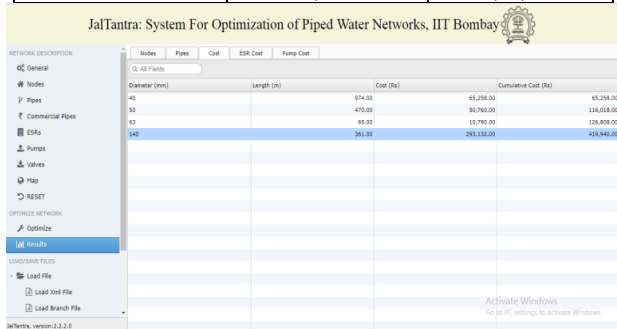 JalTantra: System For Optimization of Piped Water Networks, IIT Bombay
NETWORK DESCRIPTION
General
Nodes
Pipes
Commercial Pipes
ESRs
Pumps
Valves
Map
RESET
OPTIMIZE NETWORK
Optimize
Results
LOAD/SAVE FILES
Load File
Load Xml File
Load Branch File
JalTantra, version:2.2.2.0
Nodes Pipes Cost ESR Cost Pump Cost
All Fields
Diameter (mm) Length (m) Cost (Rs) Cumulative Cost (Rs)
40 974.00 65,258.00 65,258.00
50 470.00 50,760.00 116,018.00
63 65.00 10,790.00 126,808.00
140 361.00 293,132.00 419,940.00
Activate Windows
Go to PC settings to activate Windows.